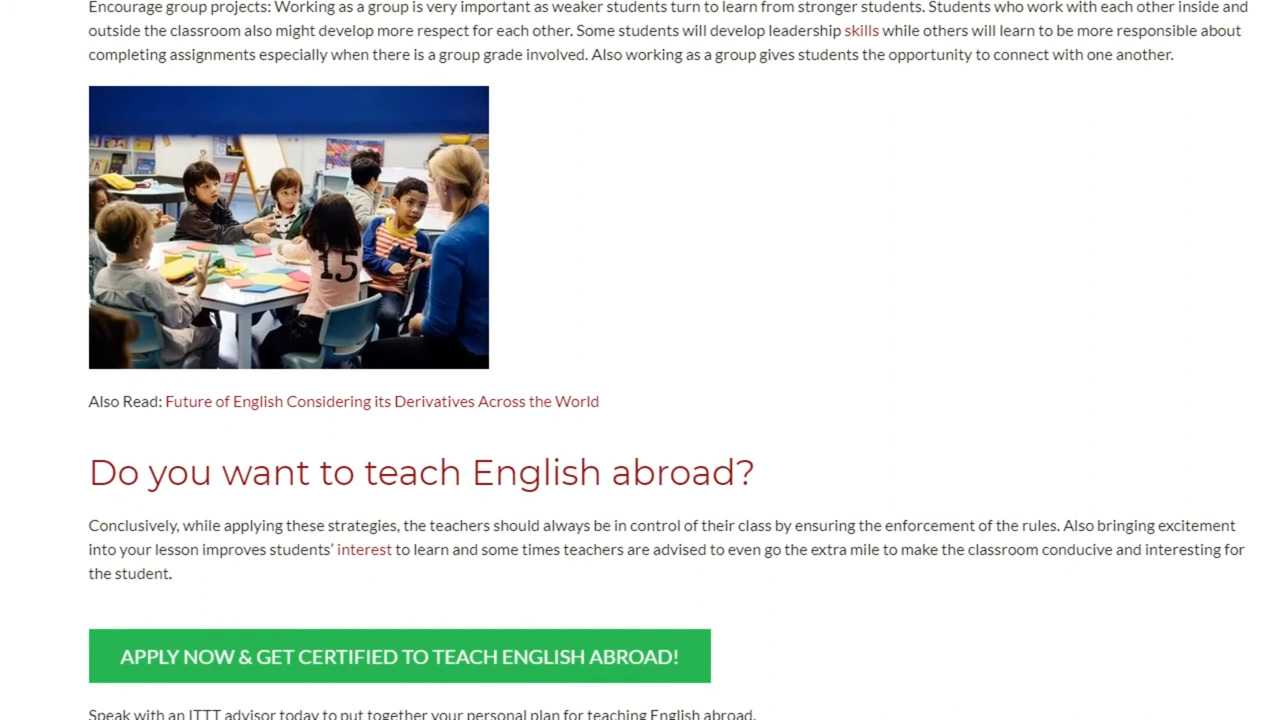 Encourage group projects: Working as a group is very important as weaker students turn to learn from stronger students. Students who work with each other inside and
outside the classroom also might develop more respect for each other. Some students will develop leadership skills while others will learn to be more responsible about
completing assignments especially when there is a group grade involved. Also working as a group gives students the opportunity to connect with one another.
15
Also Read: Future of English Considering its Derivatives Across the World
Do you want to teach English abroad?
Conclusively, while applying these strategies, the teachers should always be in control of their class by ensuring the enforcement of the rules. Also bringing excitement
into your lesson improves students’ interest to learn and some times teachers are advised to even go the extra mile to make the classroom conducive and interesting for
the student.
APPLY NOW & GET CERTIFIED TO TEACH ENGLISH ABROAD!
Speak with an ITTT advisor today to put together your personal plan for teaching English abroad.